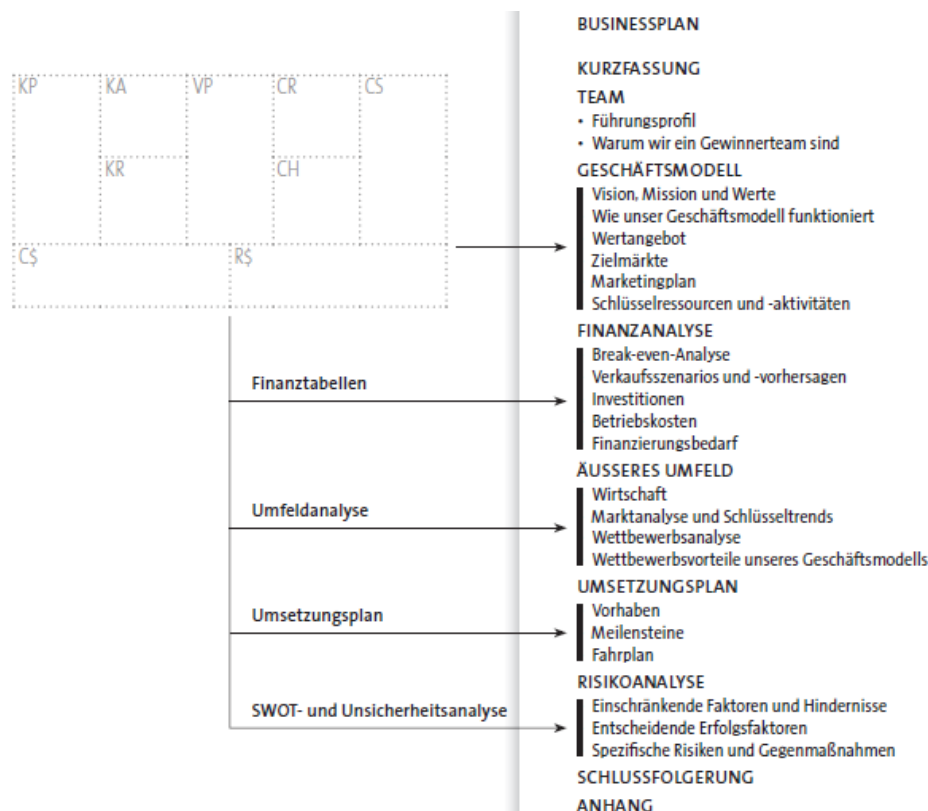 KP
KA
VP
CR
CS
KR
CH
C$
R$
Finanztabellen
Umfeldanalyse
Umsetzungsplan
SWOT- und Unsicherheitsanalyse
BUSINESSPLAN
KURZFASSUNG
TEAM
• Führungsprofil
• Warum wir ein Gewinnerteam sind
GESCHÄFTSMODELL
Vision, Mission und Werte
Wie unser Geschäftsmodell funktioniert
Wertangebot
Zielmärkte
Marketingplan
Schlüsselressourcen und -aktivitäten
FINANZANALYSE
Break-even-Analyse
Verkaufsszenarios und -vorhersagen
Investitionen
Betriebskosten
Finanzierungsbedarf
ÄUSSERES UMFELD
Wirtschaft
Marktanalyse und Schlüsseltrends
Wettbewerbsanalyse
Wettbewerbsvorteile unseres Geschäftsmodells
UMSETZUNGSPLAN
Vorhaben
Meilensteine
Fahrplan
RISIKOANALYSE
Einschränkende Faktoren und Hindernisse
Entscheidende Erfolgsfaktoren
Spezifische Risiken und Gegenmaßnahmen
SCHLUSSFOLGERUNG
ANHANG